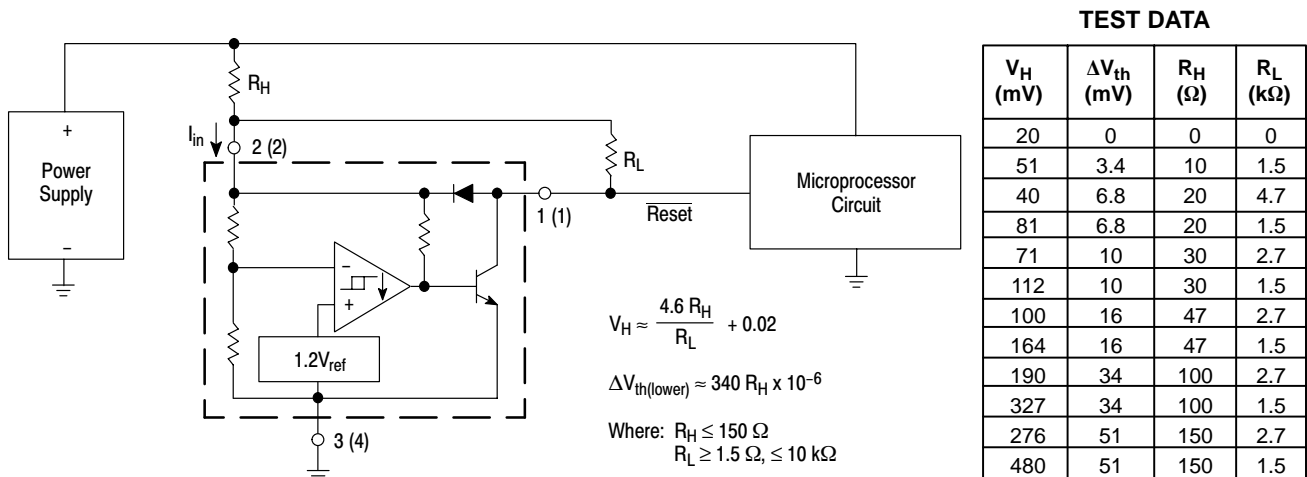 R_H
I_in
2 (2)
+
Power
Supply
−
R_L
1 (1)
Reset
Microprocessor
Circuit
−
+
1.2V_ref
3 (4)
V_H ≈ 4.6 R_H / R_L + 0.02
ΔV_th(lower) ≈ 340 R_H x 10^−6
Where: R_H ≤ 150 Ω
R_L ≥ 1.5 Ω, ≤ 10 kΩ
TEST DATA
V_H (mV) ΔV_th (mV) R_H (Ω) R_L (kΩ)
20 0 0 0
51 3.4 10 1.5
40 6.8 20 4.7
81 6.8 20 1.5
71 10 30 2.7
112 10 30 1.5
100 16 47 2.7
164 16 47 1.5
190 34 100 2.7
327 34 100 1.5
276 51 150 2.7
480 51 150 1.5